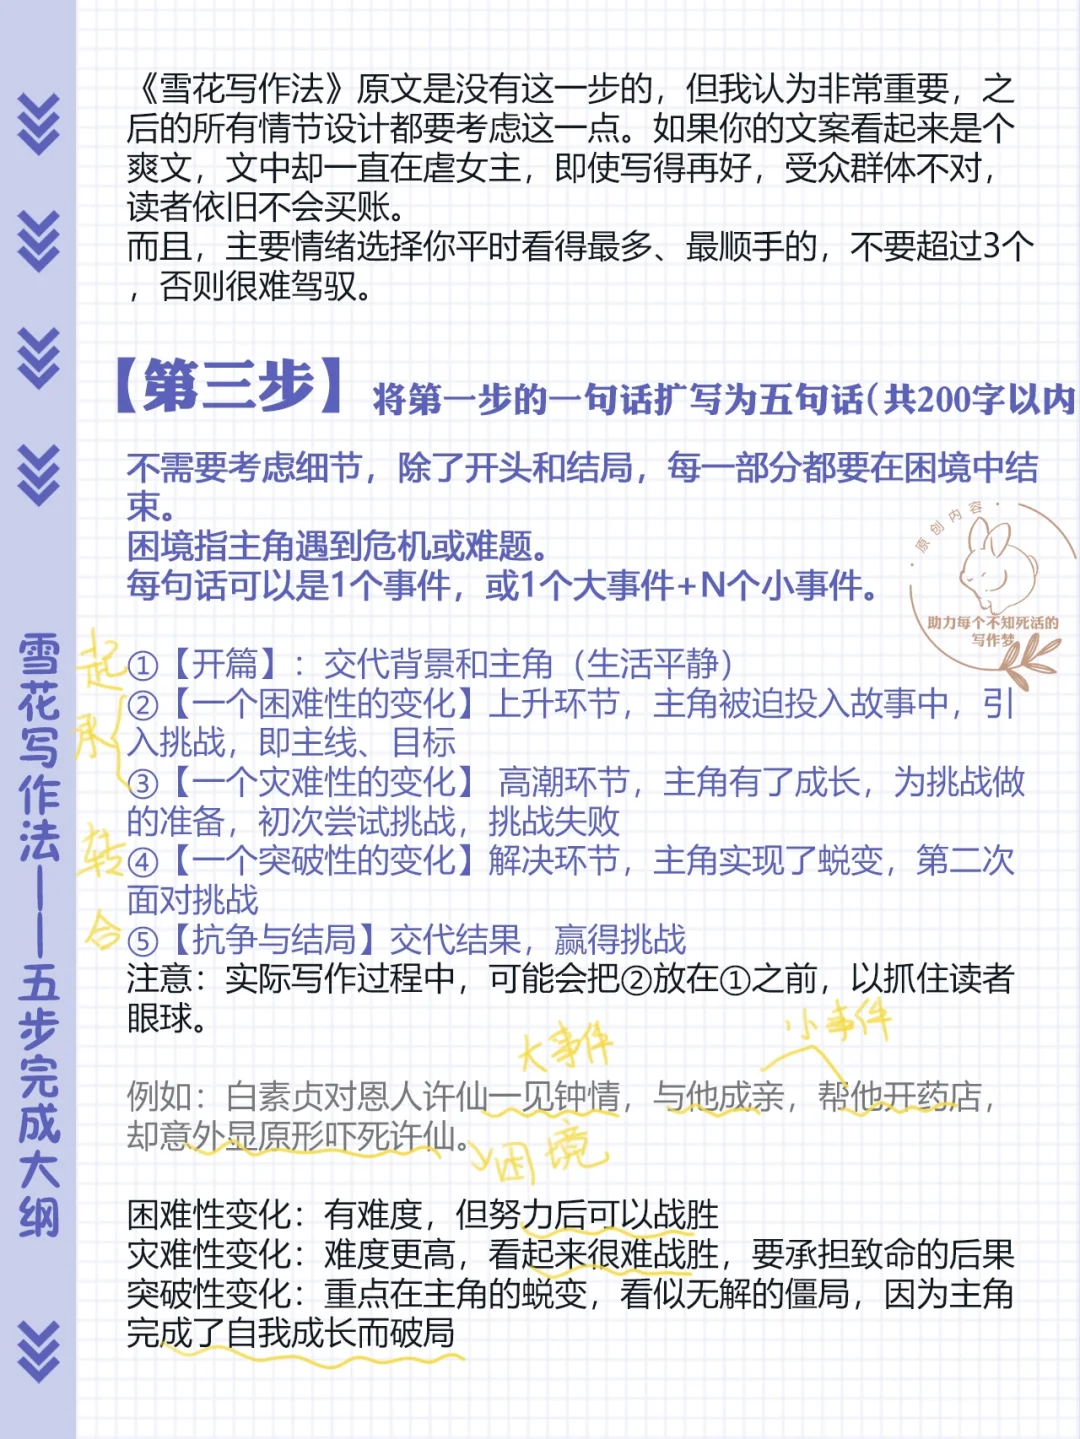 《雪花写作法》原文是没有这一步的，但我认为非常重要，之
后的所有情节设计都要考虑这一点。如果你的文案看起来是个
爽文，文中却一直在虐女主，即使写得再好，受众群体不对，
读者依旧不会买账。
而且，主要情绪选择你平时看得最多、最顺手的，不要超过3个
，否则很难驾驭。
【第三步】将第一步的一句话扩写为五句话（共200字以内
不需要考虑细节，除了开头和结局，每一部分都要在困境中结
束。
困境指主角遇到危机或难题。
每句话可以是1个事件，或1个大事件+N个小事件。
·原创内容·
助力每个不知死活的
写作梦
起
①【开篇】：交代背景和主角（生活平静）
承
②【一个困难性的变化】上升环节，主角被迫投入故事中，引
入挑战，即主线、目标
③【一个灾难性的变化】 高潮环节，主角有了成长，为挑战做
的准备，初次尝试挑战，挑战失败
转
④【一个突破性的变化】解决环节，主角实现了蜕变，第二次
面对挑战
合
⑤【抗争与结局】交代结果，赢得挑战
注意：实际写作过程中，可能会把②放在①之前，以抓住读者
眼球。
大事件
小事件
例如：白素贞对恩人许仙一见钟情，与他成亲，帮他开药店，
却意外显原形吓死许仙。
困境
困难性变化：有难度，但努力后可以战胜
灾难性变化：难度更高，看起来很难战胜，要承担致命的后果
突破性变化：重点在主角的蜕变，看似无解的僵局，因为主角
完成了自我成长而破局
雪花写作法——五步完成大纲